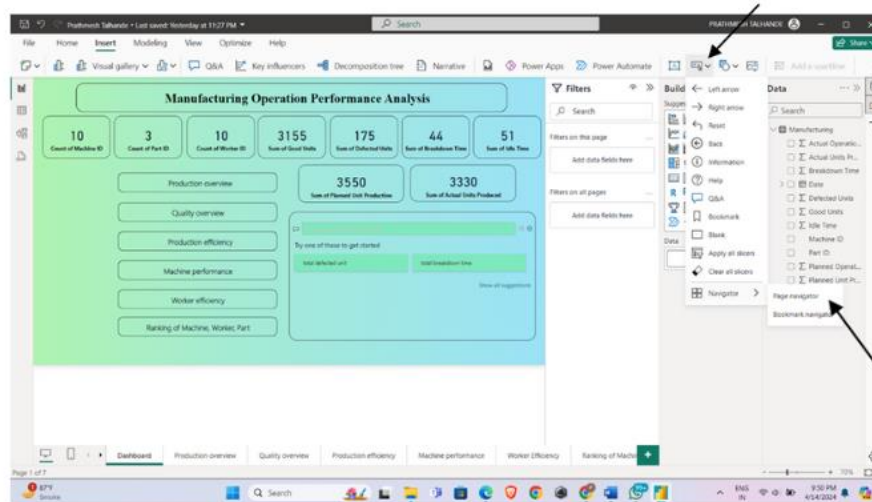 Prathmesh Talhande • Last saved: Yesterday at 11:27 PM
Search
PRATHMESH TALHANDE
File Home Insert Modeling View Optimize Help
Share
Visual gallery Q&A Key influencers Decomposition tree Narrative Power Apps Power Automate Add a sparkline
Manufacturing Operation Performance Analysis
10
Count of Machine ID
3
Count of Part ID
10
Count of Worker ID
3155
Sum of Good Units
175
Sum of Defected Units
44
Sum of Breakdown Time
51
Sum of Idle Time
3550
Sum of Planned Unit Production
3330
Sum of Actual Units Produced
Production overview
Quality overview
Production efficiency
Machine performance
Worker efficiency
Ranking of Machine, Worker, Part
Try one of these to get started
total defected unit
total breakdown time
Show all suggestions
Filters
Search
Filters on this page
Add data fields here
Filters on all pages
Add data fields here
Build
Data
Left arrow
Right arrow
Reset
Back
Information
Help
Q&A
Bookmark
Blank
Apply all slicers
Clear all slicers
Navigator
Page navigator
Bookmark navigator
Data
Search
Manufacturing
Actual Operatio...
Actual Units Pr...
Breakdown Time
Date
Defected Units
Good Units
Idle Time
Machine ID
Part ID
Planned Operat...
Planned Unit Pr...
Dashboard Production overview Quality overview Production efficiency Machine performance Worker Efficiency Ranking of Machi
Page 1 of 7
70%
87°F
Smoke
Search
ENG
IN
9:50 PM
4/14/2024